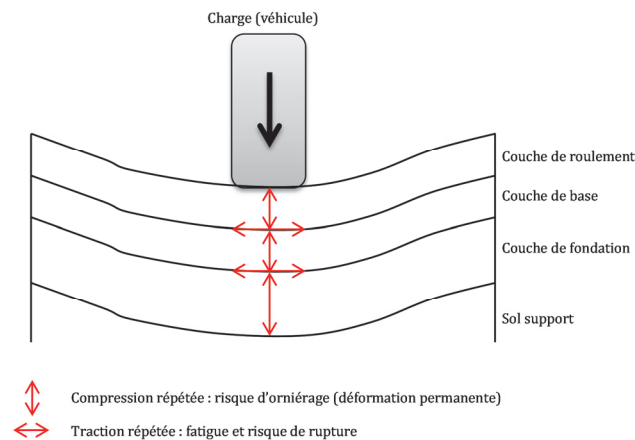 Charge (véhicule)
Couche de roulement
Couche de base
Couche de fondation
Sol support
Compression répétée : risque d'orniérage (déformation permanente)
Traction répétée : fatigue et risque de rupture